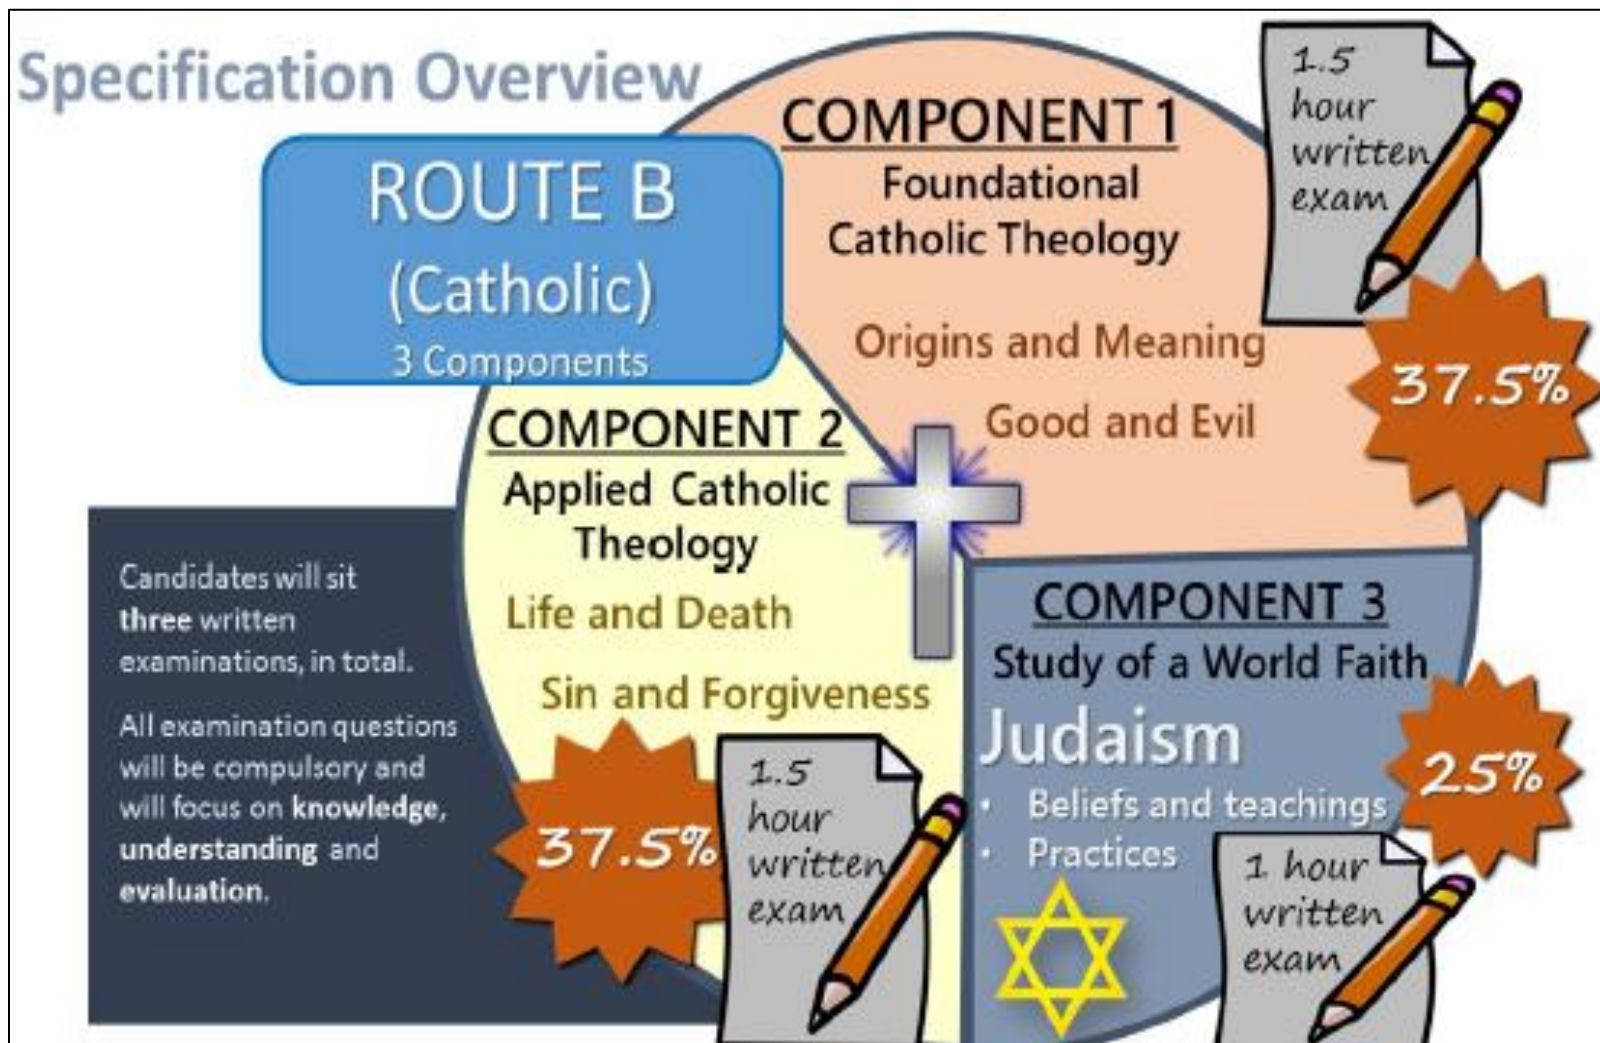 Specification Overview
ROUTE B
(Catholic)
3 Components
COMPONENT 1
Foundational
Catholic Theology
Origins and Meaning
Good and Evil
1.5
hour
written
exam
37.5%
COMPONENT 2
Applied Catholic
Theology
Life and Death
Sin and Forgiveness
37.5%
1.5
hour
written
exam
COMPONENT 3
Study of a World Faith
Judaism
• Beliefs and teachings
• Practices
25%
1 hour
written
exam
Candidates will sit
three written
examinations, in total.
All examination questions
will be compulsory and
will focus on knowledge,
understanding and
evaluation.